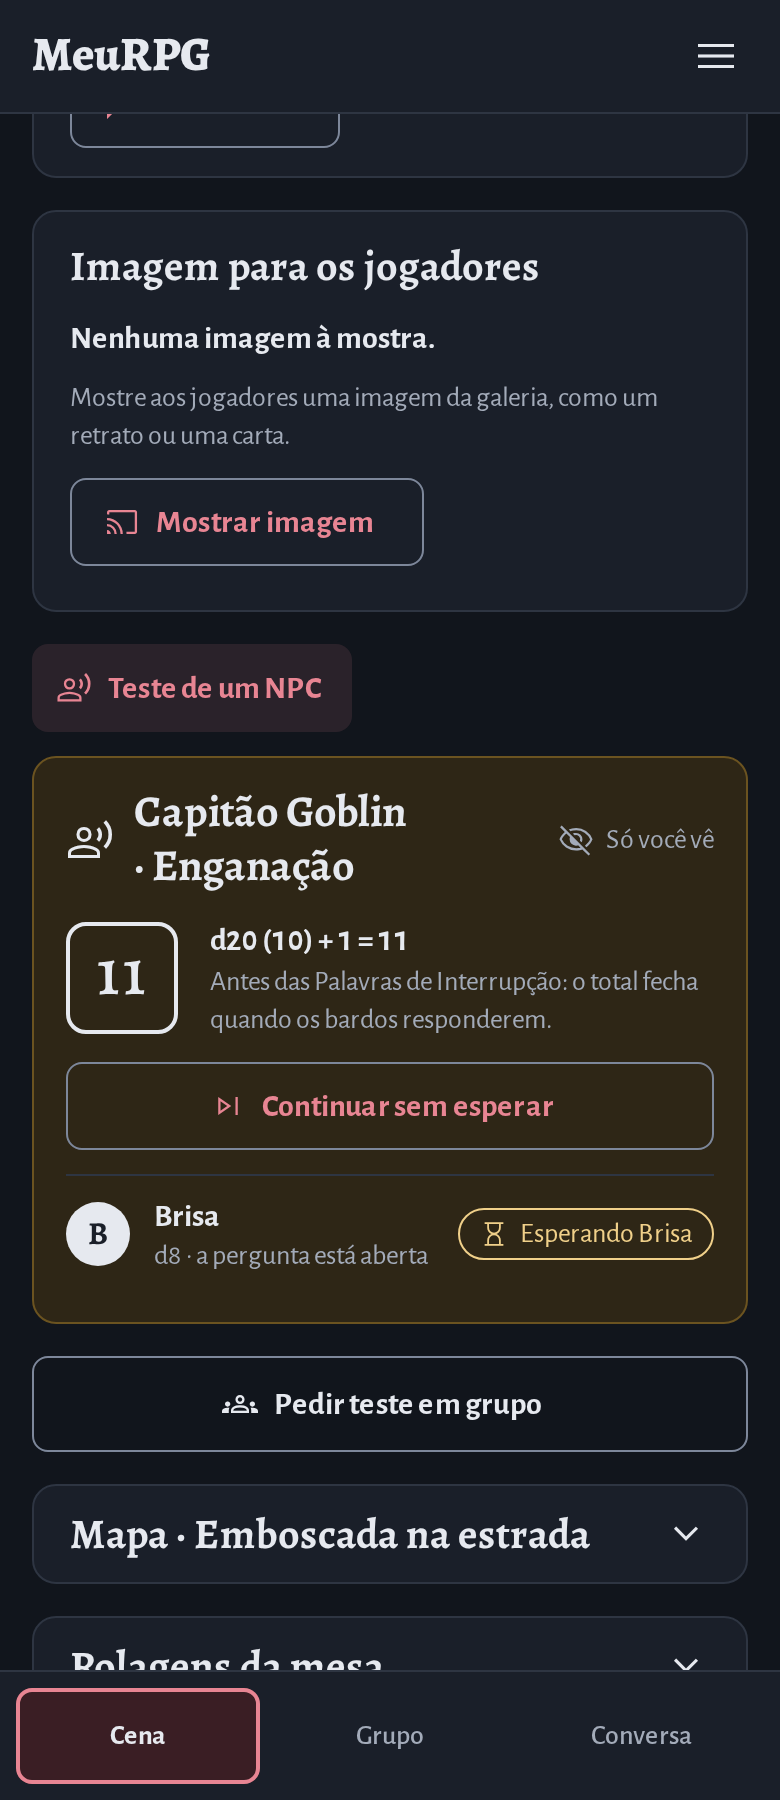 MeuRPG
Imagem para os jogadores
Nenhuma imagem à mostra.
Mostre aos jogadores uma imagem da galeria, como um
retrato ou uma carta.
Mostrar imagem
Teste de um NPC
Capitão Goblin
· Enganação
Só você vê
11
d20 (10) + 1 = 11
Antes das Palavras de Interrupção: o total fecha
quando os bardos responderem.
Continuar sem esperar
B
Brisa
d8 · a pergunta está aberta
Esperando Brisa
Pedir teste em grupo
Mapa · Emboscada na estrada
Rolagens da mesa
Cena
Grupo
Conversa